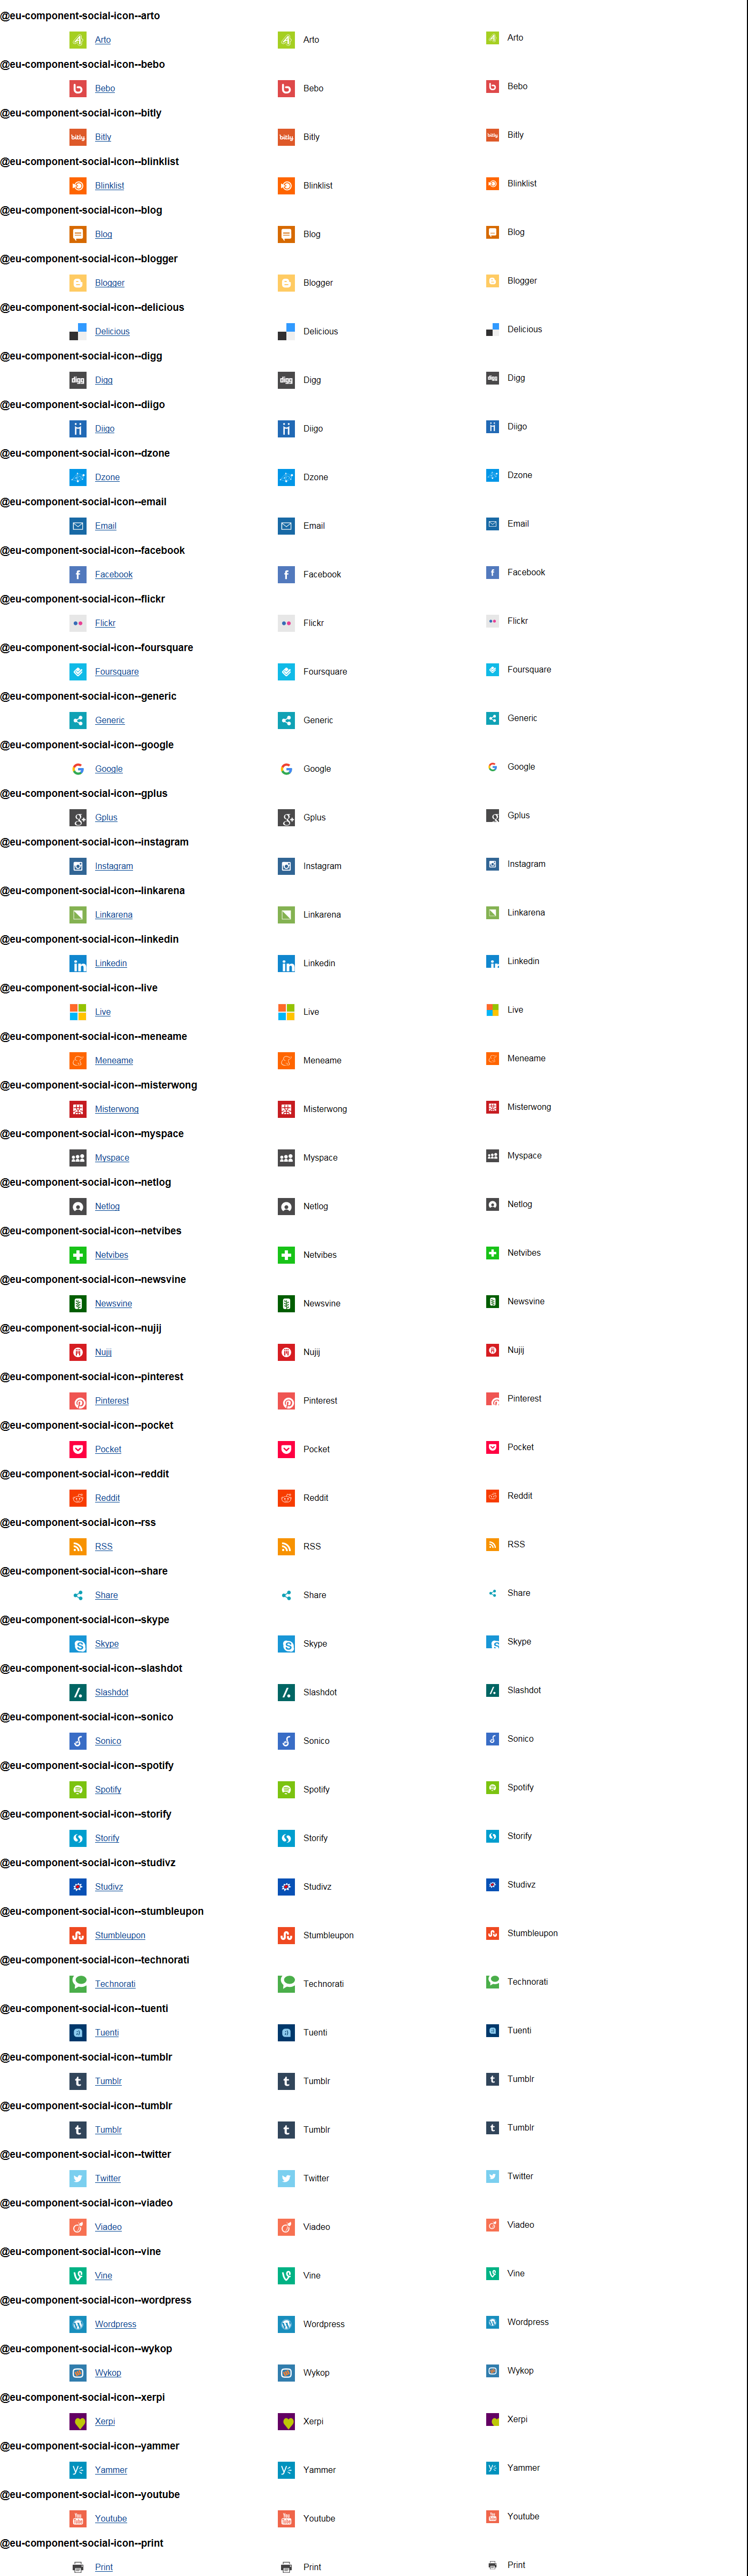 @eu-component-social-icon--arto
Arto Arto Arto
@eu-component-social-icon--bebo
Bebo Bebo Bebo
@eu-component-social-icon--bitly
bitly Bitly bitly Bitly bitly Bitly
@eu-component-social-icon--blinklist
Blinklist Blinklist Blinklist
@eu-component-social-icon--blog
Blog Blog Blog
@eu-component-social-icon--blogger
Blogger Blogger Blogger
@eu-component-social-icon--delicious
Delicious Delicious Delicious
@eu-component-social-icon--digg
digg Digg digg Digg digg Digg
@eu-component-social-icon--diigo
Diigo Diigo Diigo
@eu-component-social-icon--dzone
Dzone Dzone Dzone
@eu-component-social-icon--email
Email Email Email
@eu-component-social-icon--facebook
f Facebook f Facebook f Facebook
@eu-component-social-icon--flickr
Flickr Flickr Flickr
@eu-component-social-icon--foursquare
Foursquare Foursquare Foursquare
@eu-component-social-icon--generic
Generic Generic Generic
@eu-component-social-icon--google
G Google G Google G Google
@eu-component-social-icon--gplus
g+ Gplus g+ Gplus g Gplus
@eu-component-social-icon--instagram
Instagram Instagram Instagram
@eu-component-social-icon--linkarena
Linkarena Linkarena Linkarena
@eu-component-social-icon--linkedin
in Linkedin in Linkedin in Linkedin
@eu-component-social-icon--live
Live Live Live
@eu-component-social-icon--meneame
Meneame Meneame Meneame
@eu-component-social-icon--misterwong
Misterwong Misterwong Misterwong
@eu-component-social-icon--myspace
Myspace Myspace Myspace
@eu-component-social-icon--netlog
Netlog Netlog Netlog
@eu-component-social-icon--netvibes
Netvibes Netvibes Netvibes
@eu-component-social-icon--newsvine
Newsvine Newsvine Newsvine
@eu-component-social-icon--nujij
Nujij Nujij Nujij
@eu-component-social-icon--pinterest
Pinterest Pinterest Pinterest
@eu-component-social-icon--pocket
Pocket Pocket Pocket
@eu-component-social-icon--reddit
Reddit Reddit Reddit
@eu-component-social-icon--rss
RSS RSS RSS
@eu-component-social-icon--share
Share Share Share
@eu-component-social-icon--skype
S Skype S Skype S Skype
@eu-component-social-icon--slashdot
/. Slashdot /. Slashdot /. Slashdot
@eu-component-social-icon--sonico
Sonico Sonico Sonico
@eu-component-social-icon--spotify
Spotify Spotify Spotify
@eu-component-social-icon--storify
Storify Storify Storify
@eu-component-social-icon--studivz
Studivz Studivz Studivz
@eu-component-social-icon--stumbleupon
Stumbleupon Stumbleupon Stumbleupon
@eu-component-social-icon--technorati
Technorati Technorati Technorati
@eu-component-social-icon--tuenti
Tuenti Tuenti Tuenti
@eu-component-social-icon--tumblr
t Tumblr t Tumblr t Tumblr
@eu-component-social-icon--tumblr
t Tumblr t Tumblr t Tumblr
@eu-component-social-icon--twitter
Twitter Twitter Twitter
@eu-component-social-icon--viadeo
Viadeo Viadeo Viadeo
@eu-component-social-icon--vine
Vine Vine Vine
@eu-component-social-icon--wordpress
W Wordpress W Wordpress W Wordpress
@eu-component-social-icon--wykop
Wykop Wykop Wykop
@eu-component-social-icon--xerpi
Xerpi Xerpi Xerpi
@eu-component-social-icon--yammer
y Yammer y Yammer y Yammer
@eu-component-social-icon--youtube
You Tube Youtube You Tube Youtube You Tube Youtube
@eu-component-social-icon--print
Print Print Print